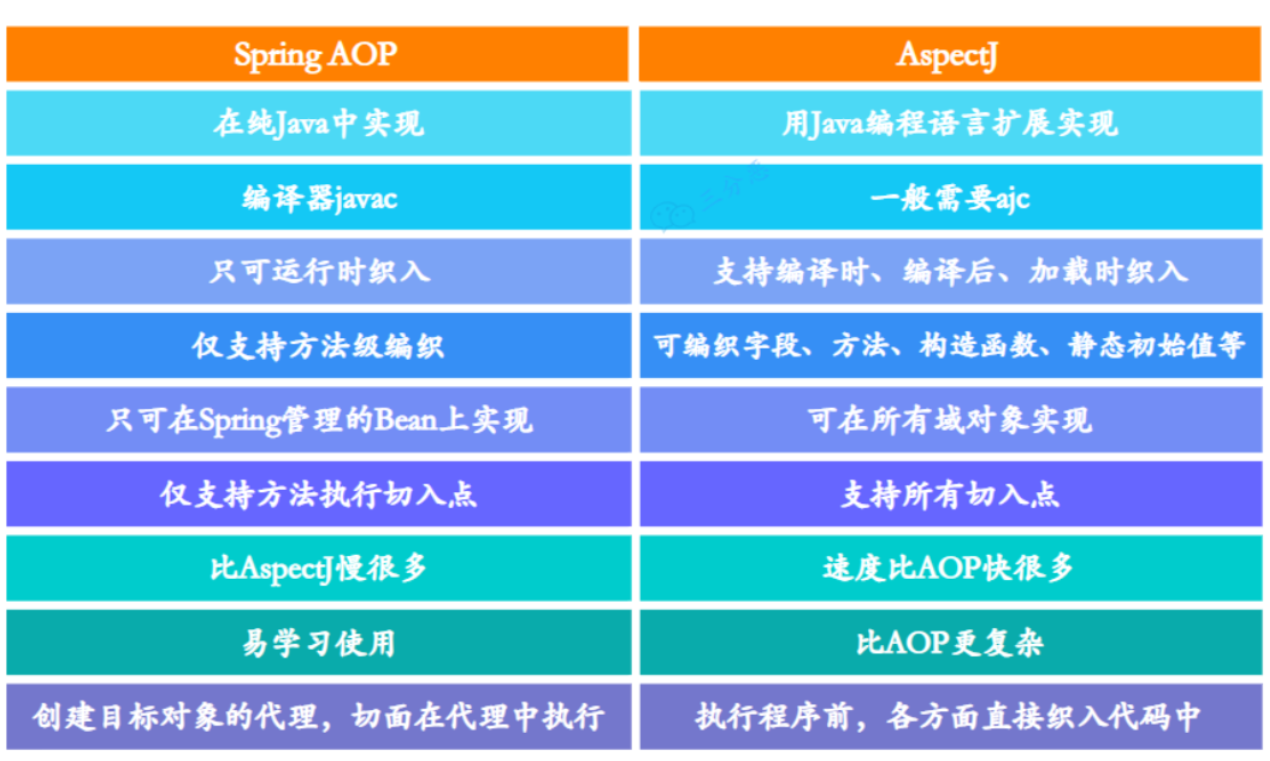 Spring AOP AspectJ
在纯Java中实现 用Java编程语言扩展实现
编译器javac 一般需要ajc
只可运行时织入 支持编译时、编译后、加载时织入
仅支持方法级编织 可编织字段、方法、构造函数、静态初始值等
只可在Spring管理的Bean上实现 可在所有域对象实现
仅支持方法执行切入点 支持所有切入点
比AspectJ慢很多 速度比AOP快很多
易学习使用 比AOP更复杂
创建目标对象的代理，切面在代理中执行 执行程序前，各方面直接织入代码中
三分恶